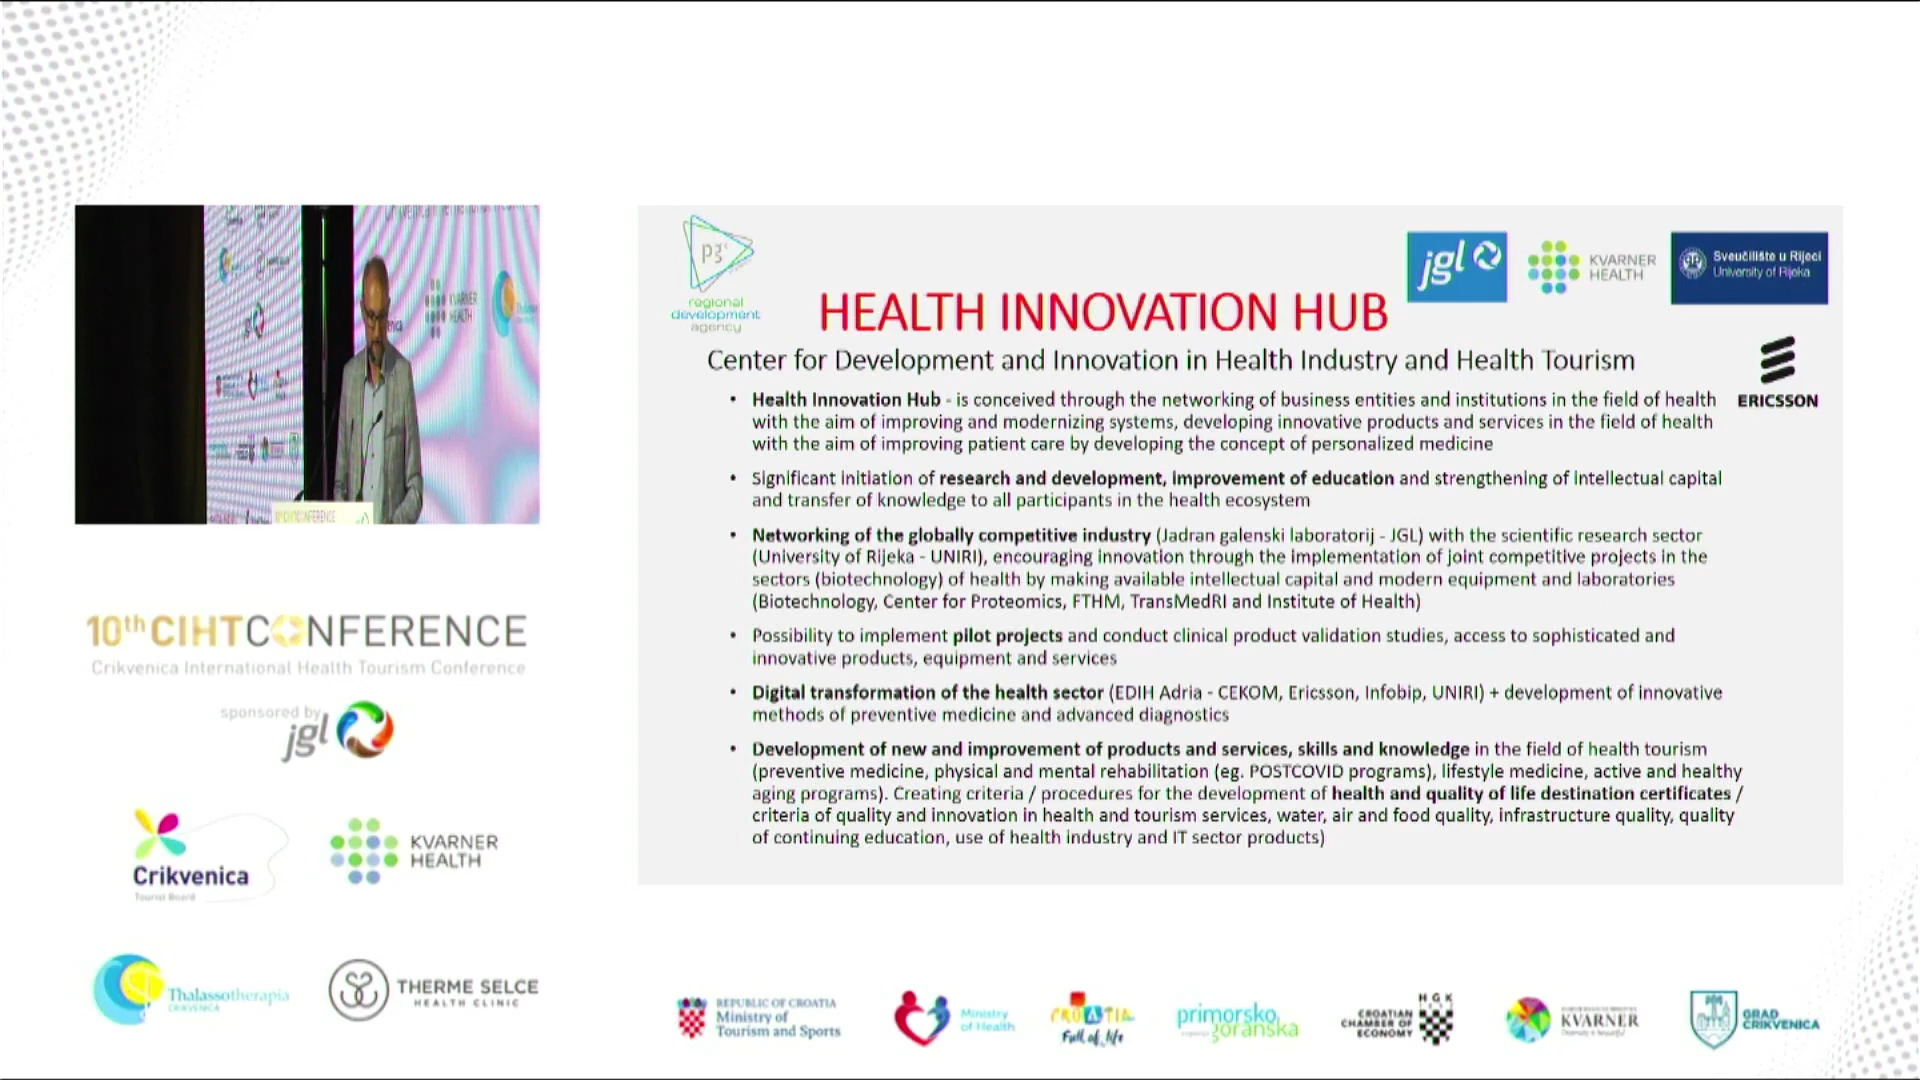 KVARNER
HEALTH
10th CIHT CONFERENCE
Crikvenica International Health Tourism Conference
sponsored by
jgl
Crikvenica
Tourist Board
KVARNER
HEALTH
Thalassotherapia
CRIKVENICA
THERME SELCE
HEALTH CLINIC
p3
regional
development
agency
jgl
KVARNER
HEALTH
Sveučilište u Rijeci
University of Rijeka
HEALTH INNOVATION HUB
Center for Development and Innovation in Health Industry and Health Tourism
ERICSSON
• Health Innovation Hub - is conceived through the networking of business entities and institutions in the field of health
with the aim of improving and modernizing systems, developing innovative products and services in the field of health
with the aim of improving patient care by developing the concept of personalized medicine
• Significant initiation of research and development, improvement of education and strengthening of intellectual capital
and transfer of knowledge to all participants in the health ecosystem
• Networking of the globally competitive industry (Jadran galenski laboratorij - JGL) with the scientific research sector
(University of Rijeka - UNIRI), encouraging innovation through the implementation of joint competitive projects in the
sectors (biotechnology) of health by making available intellectual capital and modern equipment and laboratories
(Biotechnology, Center for Proteomics, FTHM, TransMedRI and Institute of Health)
• Possibility to implement pilot projects and conduct clinical product validation studies, access to sophisticated and
innovative products, equipment and services
• Digital transformation of the health sector (EDIH Adria - CEKOM, Ericsson, Infobip, UNIRI) + development of innovative
methods of preventive medicine and advanced diagnostics
• Development of new and improvement of products and services, skills and knowledge in the field of health tourism
(preventive medicine, physical and mental rehabilitation (eg. POSTCOVID programs), lifestyle medicine, active and healthy
aging programs). Creating criteria / procedures for the development of health and quality of life destination certificates /
criteria of quality and innovation in health and tourism services, water, air and food quality, infrastructure quality, quality
of continuing education, use of health industry and IT sector products)
REPUBLIC OF CROATIA
Ministry of
Tourism and Sports
Ministry
of Health
CROATIA
Full of life
primorsko
goranska
HGK
CROATIAN
CHAMBER OF
ECONOMY
KVARNER
GRAD
CRIKVENICA